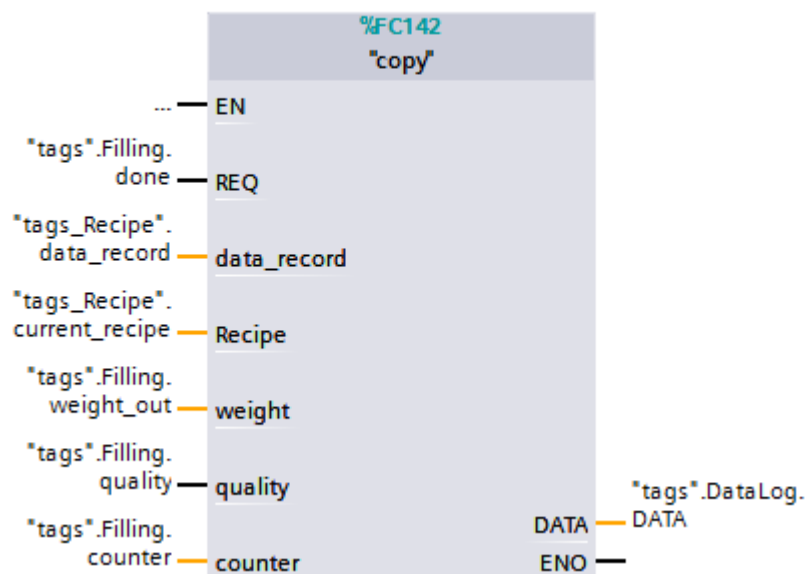 %FC142
"copy"
... EN
"tags".Filling.
done REQ
"tags_Recipe".
data_record data_record
"tags_Recipe".
current_recipe Recipe
"tags".Filling.
weight_out weight
"tags".Filling.
quality quality
"tags".DataLog.
DATA DATA
"tags".Filling.
counter counter
ENO